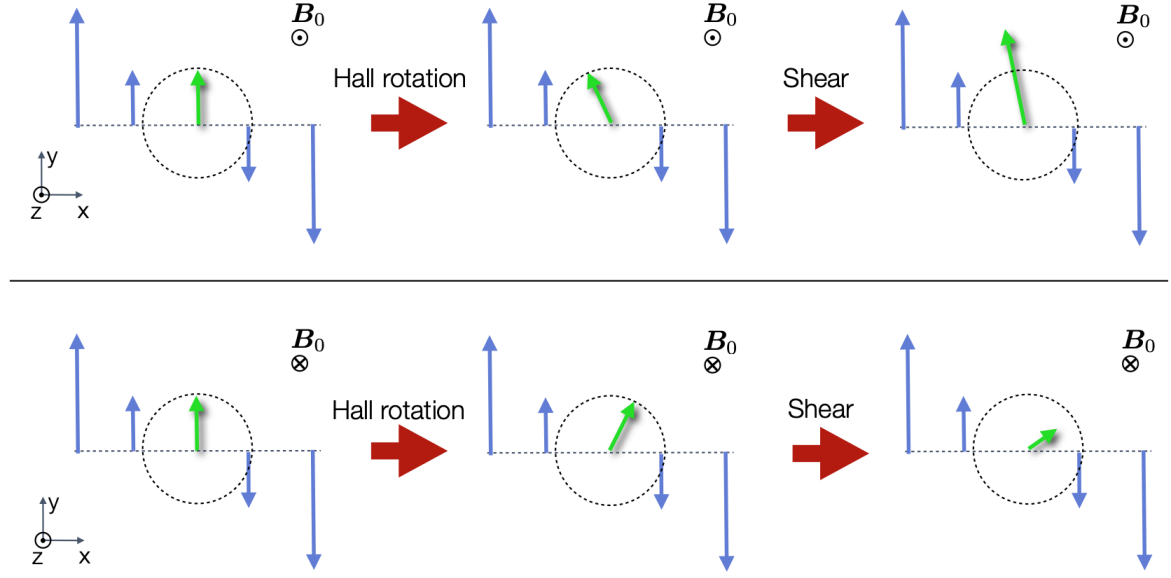 B₀
B₀
B₀
Hall rotation
Shear
y
z
x
B₀
B₀
B₀
Hall rotation
Shear
y
z
x